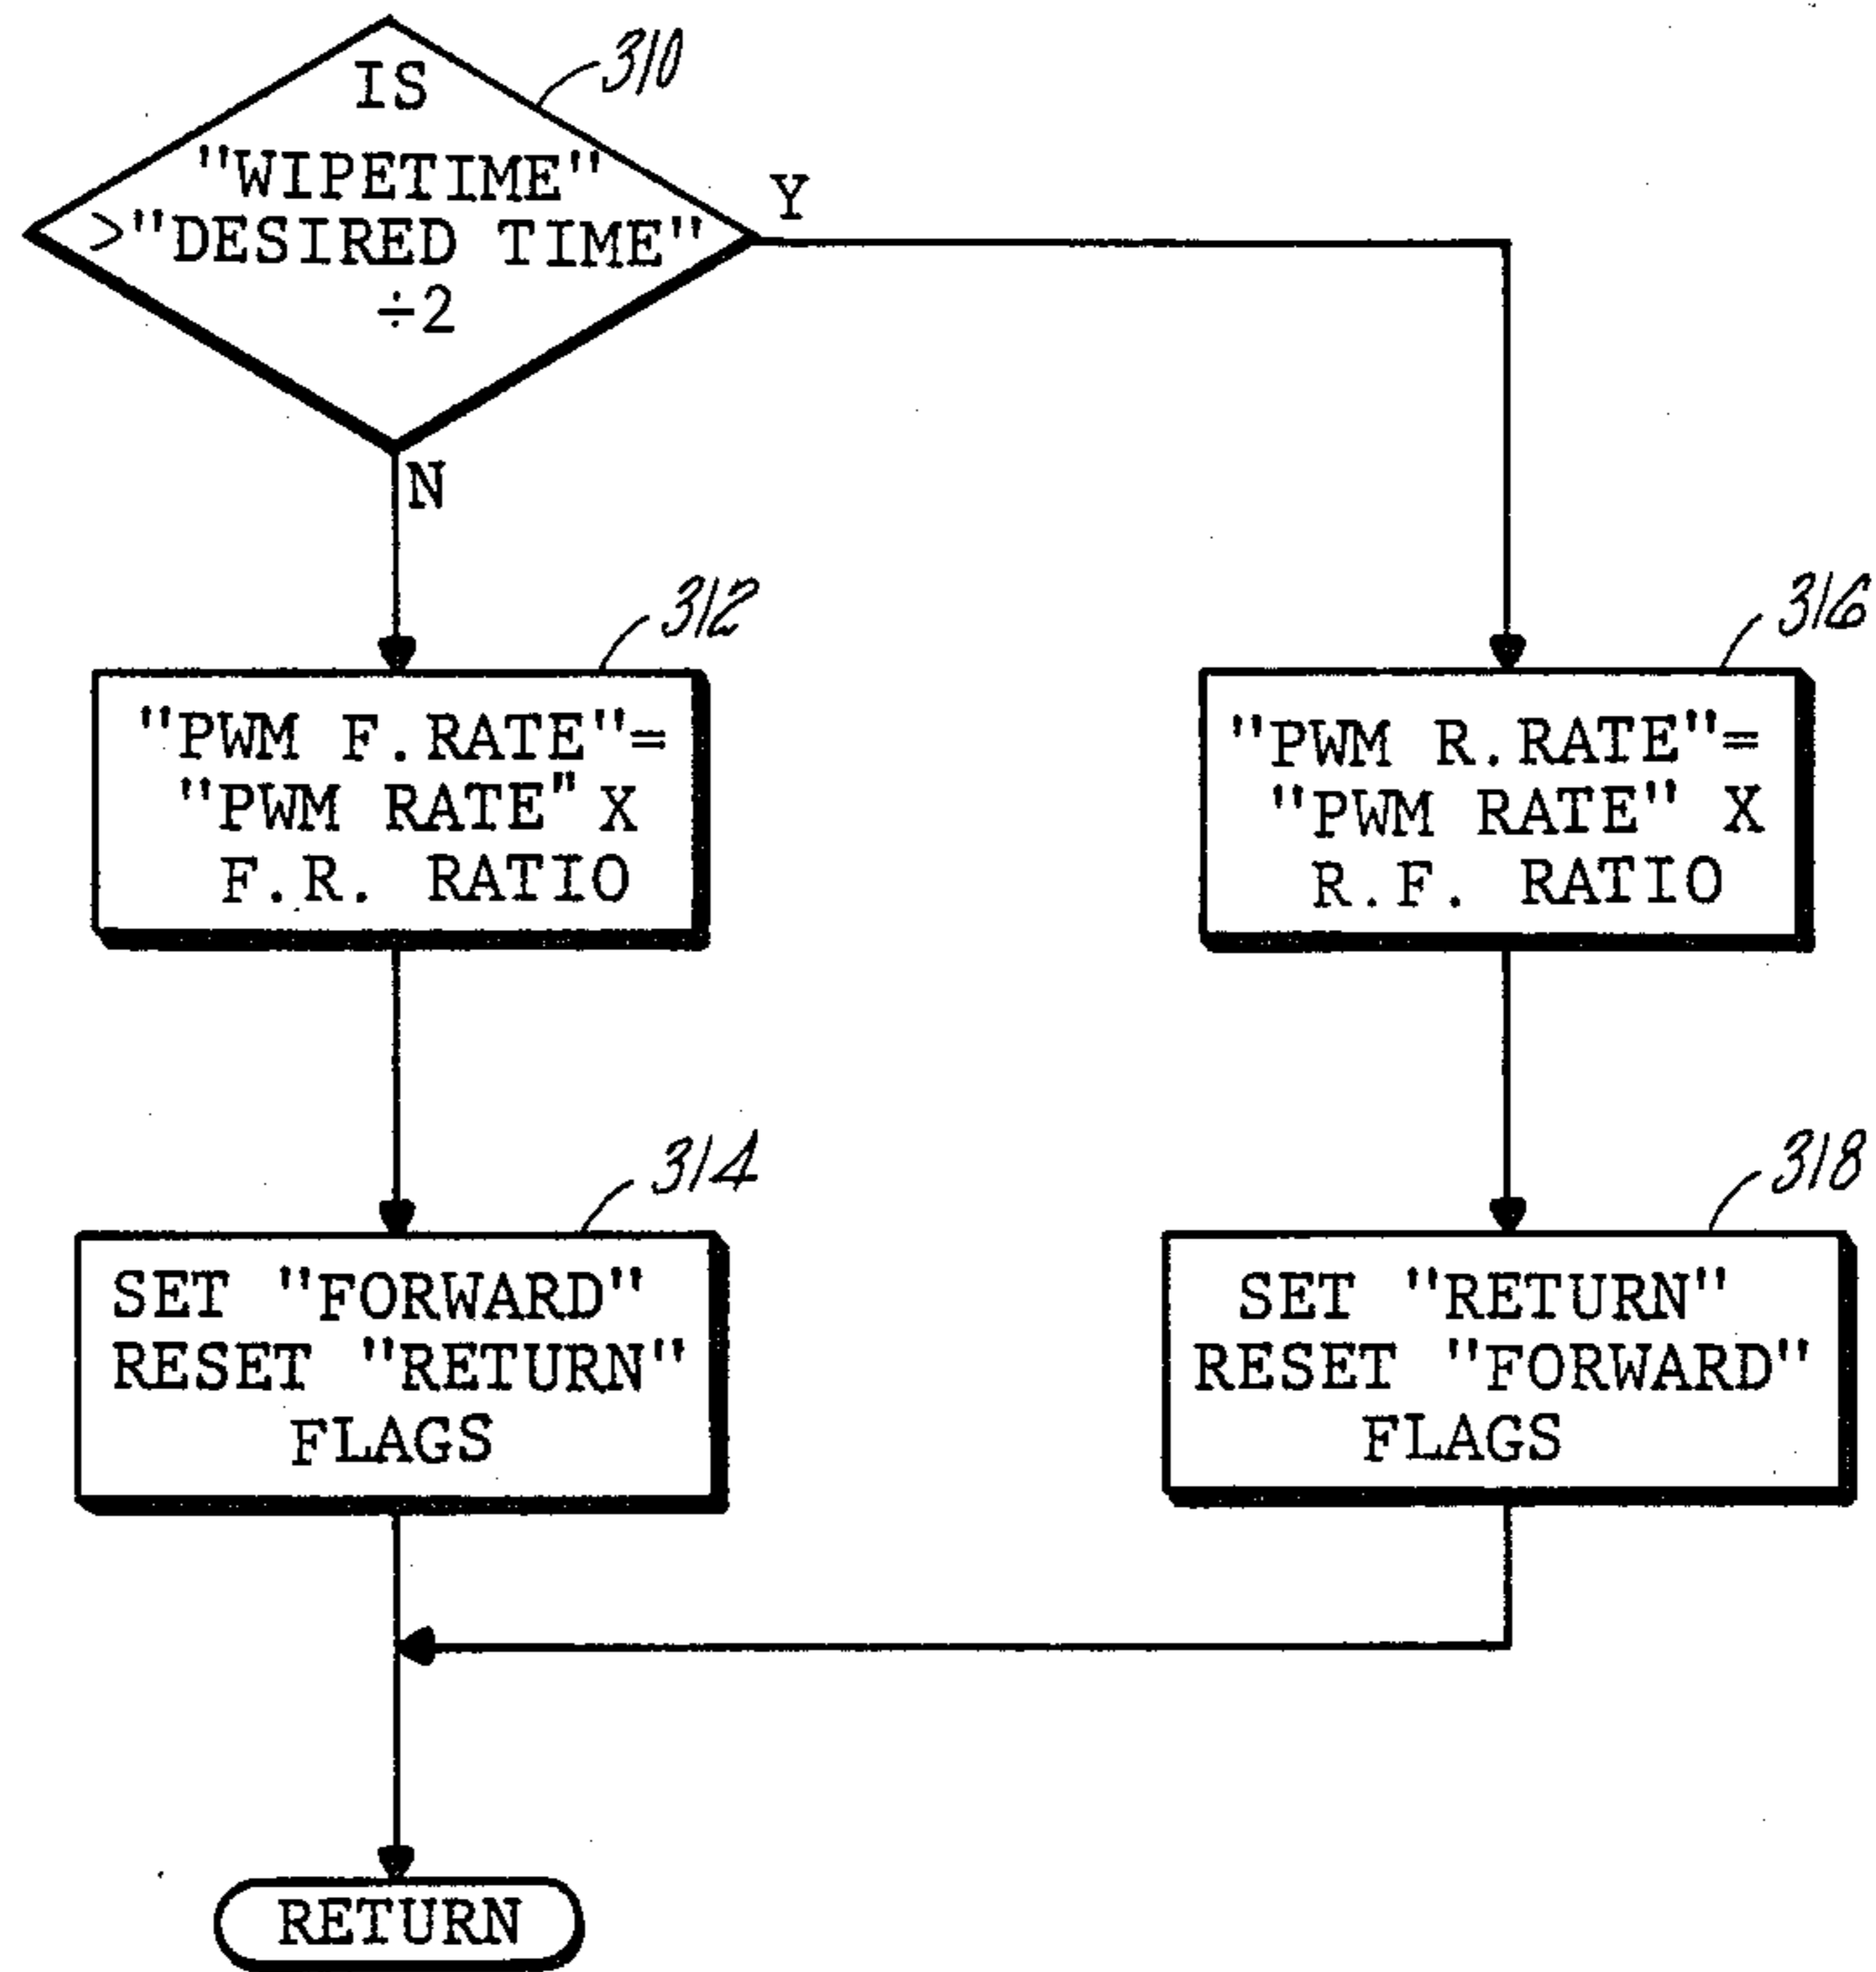 IS
"WIPETIME"
>"DESIRED TIME"
÷2
310
Y
N
312
"PWM F.RATE"=
"PWM RATE" X
F.R. RATIO
316
"PWM R.RATE"=
"PWM RATE" X
R.F. RATIO
314
SET "FORWARD"
RESET "RETURN"
FLAGS
318
SET "RETURN"
RESET "FORWARD"
FLAGS
RETURN